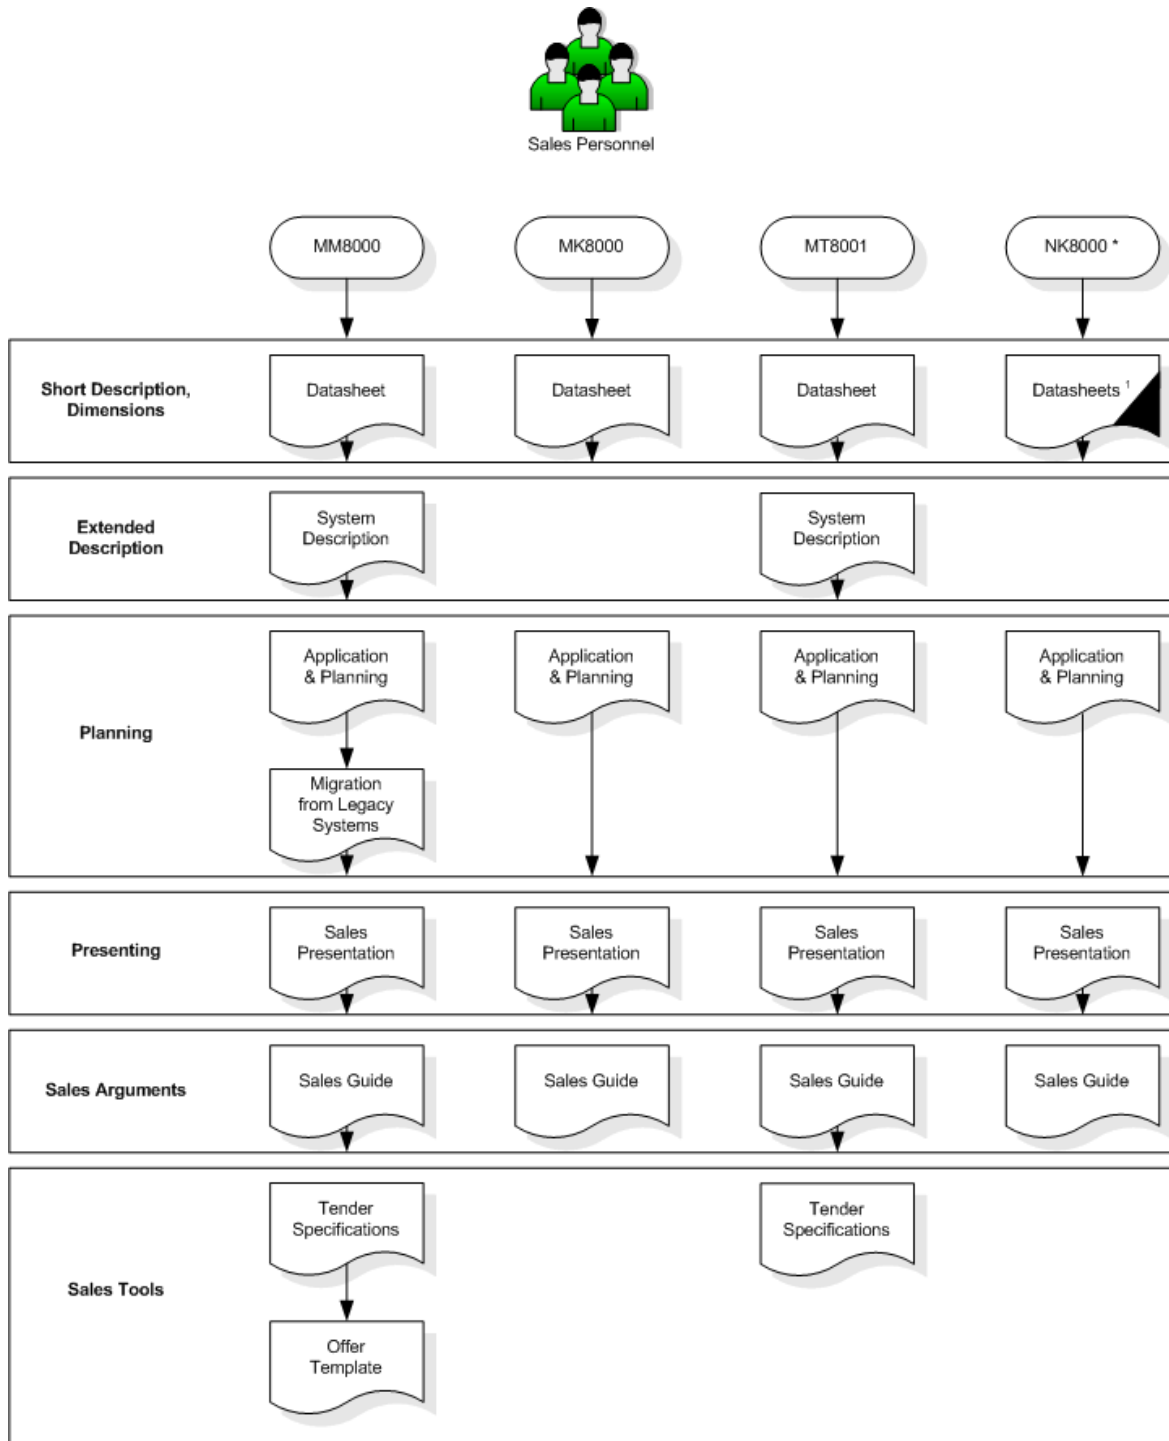 Sales Personnel
MM8000
MK8000
MT8001
NK8000 *
Short Description,
Dimensions
Datasheet
Datasheet
Datasheet
Datasheets ¹
Extended
Description
System
Description
System
Description
Planning
Application
& Planning
Application
& Planning
Application
& Planning
Application
& Planning
Migration
from Legacy
Systems
Presenting
Sales
Presentation
Sales
Presentation
Sales
Presentation
Sales
Presentation
Sales Arguments
Sales Guide
Sales Guide
Sales Guide
Sales Guide
Sales Tools
Tender
Specifications
Tender
Specifications
Offer
Template